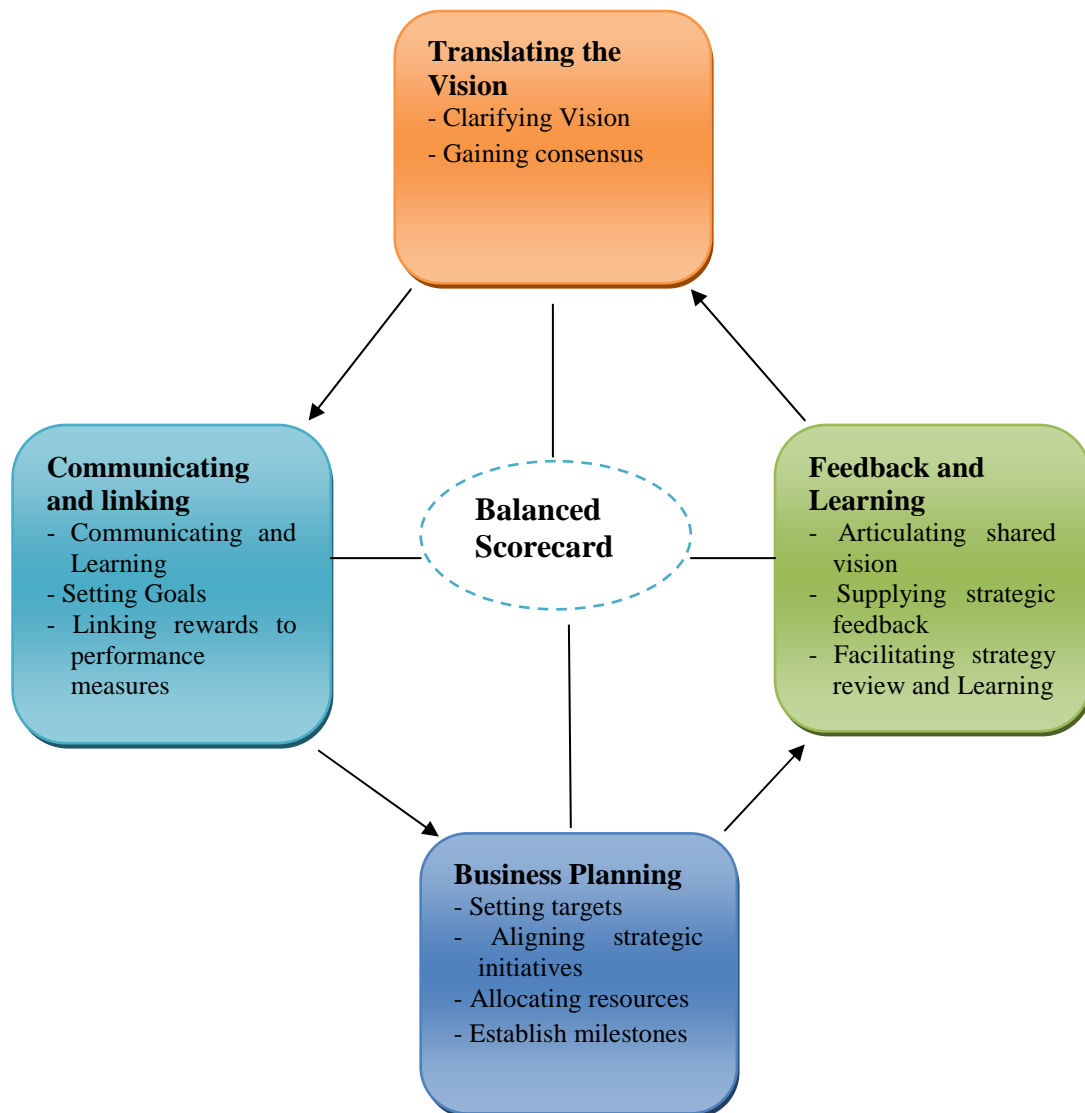 Translating the
Vision
- Clarifying Vision
- Gaining consensus
Communicating
and linking
- Communicating and
Learning
- Setting Goals
- Linking rewards to
performance
measures
Balanced
Scorecard
Feedback and
Learning
- Articulating shared
vision
- Supplying strategic
feedback
- Facilitating strategy
review and Learning
Business Planning
- Setting targets
- Aligning strategic
initiatives
- Allocating resources
- Establish milestones